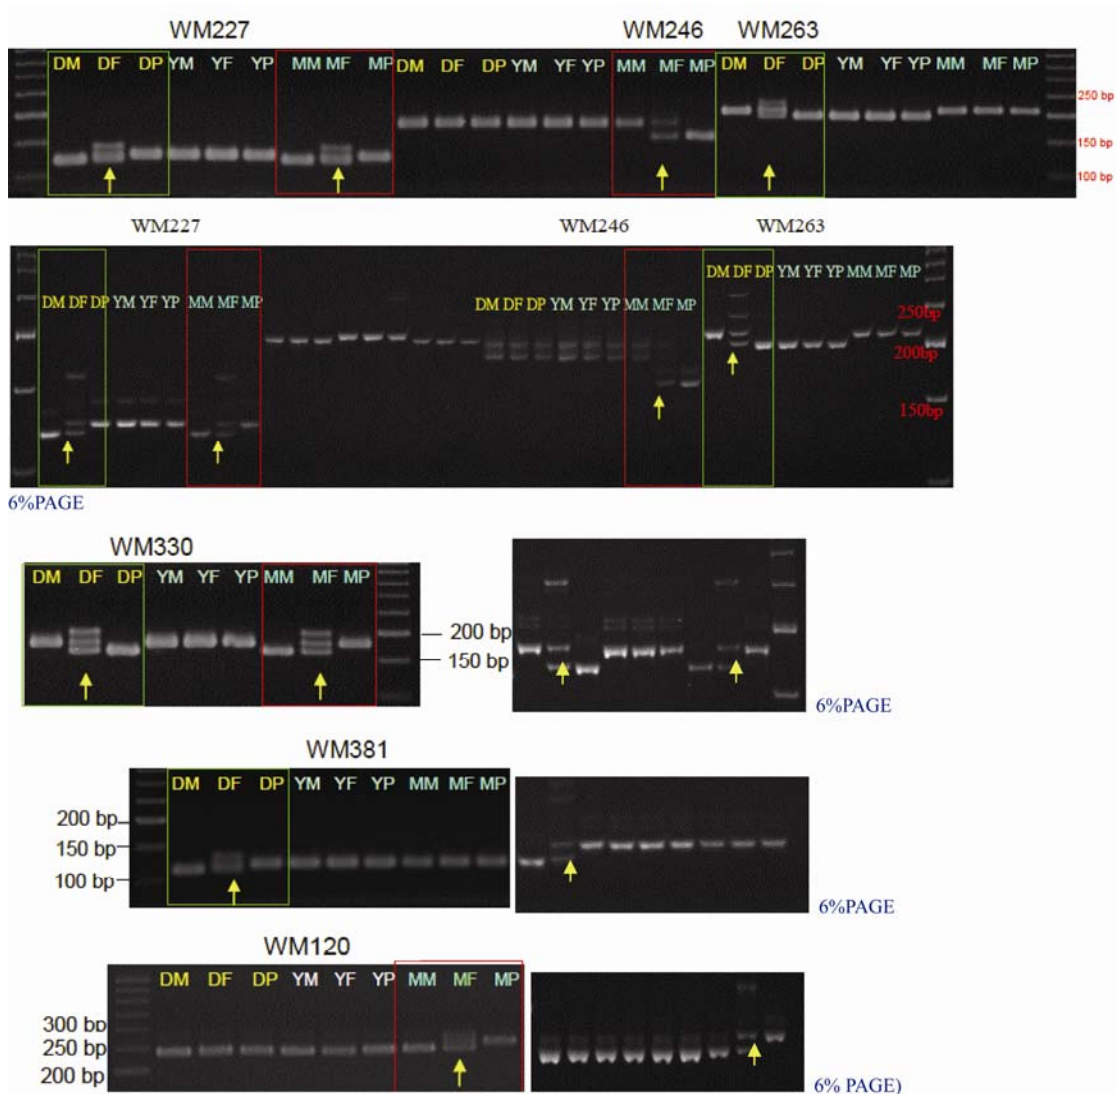 WM227 WM246 WM263
DM DF DP YM YF YP MM MF MP DM DF DP YM YF YP MM MF MP DM DF DP YM YF YP MM MF MP
250 bp
150 bp
100 bp
WM227 WM246 WM263
DM DF DP YM YF YP MM MF MP DM DF DP YM YF YP MM MF MP DM DF DP YM YF YP MM MF MP
250bp
200bp
150bp
6%PAGE
WM330
DM DF DP YM YF YP MM MF MP
200 bp
150 bp
6%PAGE
WM381
DM DF DP YM YF YP MM MF MP
200 bp
150 bp
100 bp
6%PAGE
WM120
DM DF DP YM YF YP MM MF MP
300 bp
250 bp
200 bp
6% PAGE)